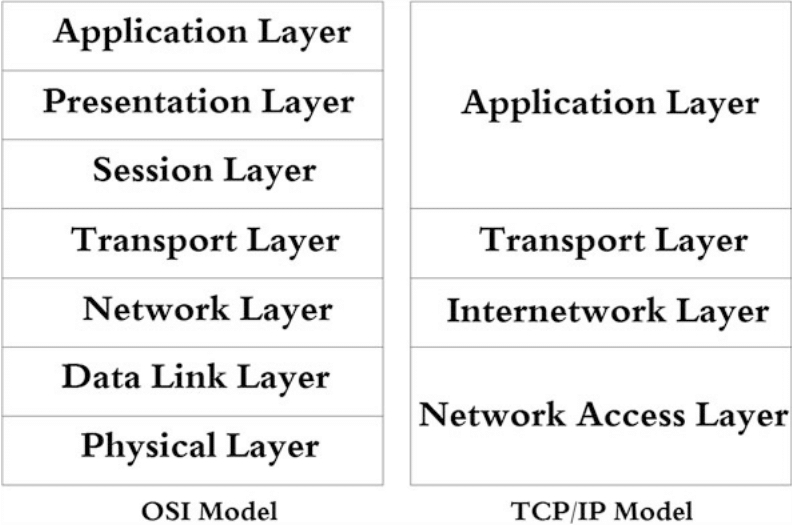 Application Layer
Presentation Layer
Session Layer
Transport Layer
Network Layer
Data Link Layer
Physical Layer
OSI Model
Application Layer
Transport Layer
Internetwork Layer
Network Access Layer
TCP/IP Model